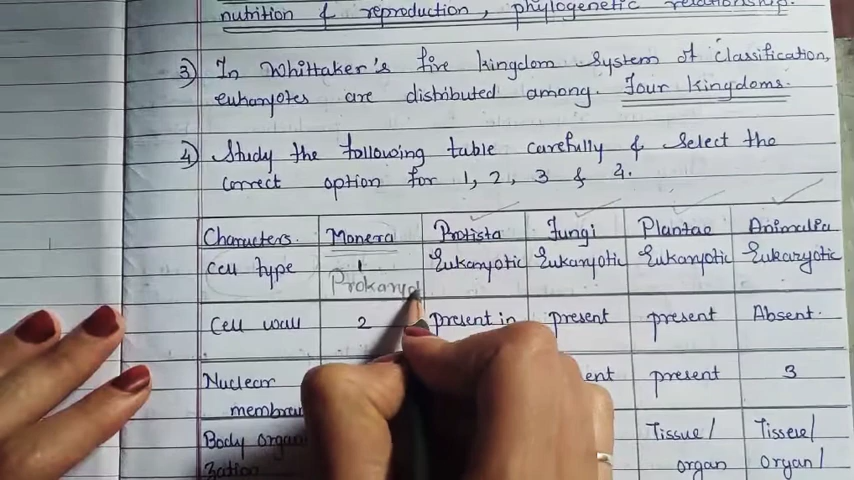 nutrition & reproduction, phylogenetic relationship.
3) In Whittaker's five kingdom System of classification,
eukaryotes are distributed among. Four kingdoms.
4) Study the following table carefully & select the
correct option for 1, 2, 3 & 4.
Characters. Monera Protista Fungi Plantae Animalia
Cell type 1 Eukaryotic Eukaryotic Eukaryotic Eukaryotic
Prokaryo
Cell wall 2 present in present present Absent.
Nuclear present 3
Body organ Tissue/ Tissue/
zation organ organ/